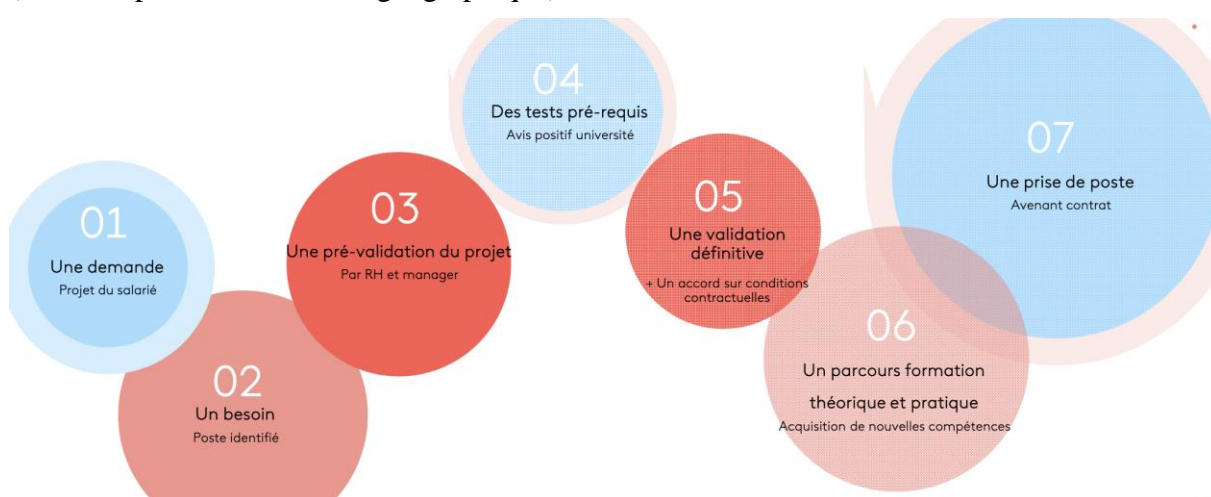 01
Une demande
Projet du salarié
02
Un besoin
Poste identifié
03
Une pré-validation du projet
Par RH et manager
04
Des tests pré-requis
Avis positif université
05
Une validation
définitive
+ Un accord sur conditions
contractuelles
06
Un parcours formation
théorique et pratique
Acquisition de nouvelles compétences
07
Une prise de poste
Avenant contrat